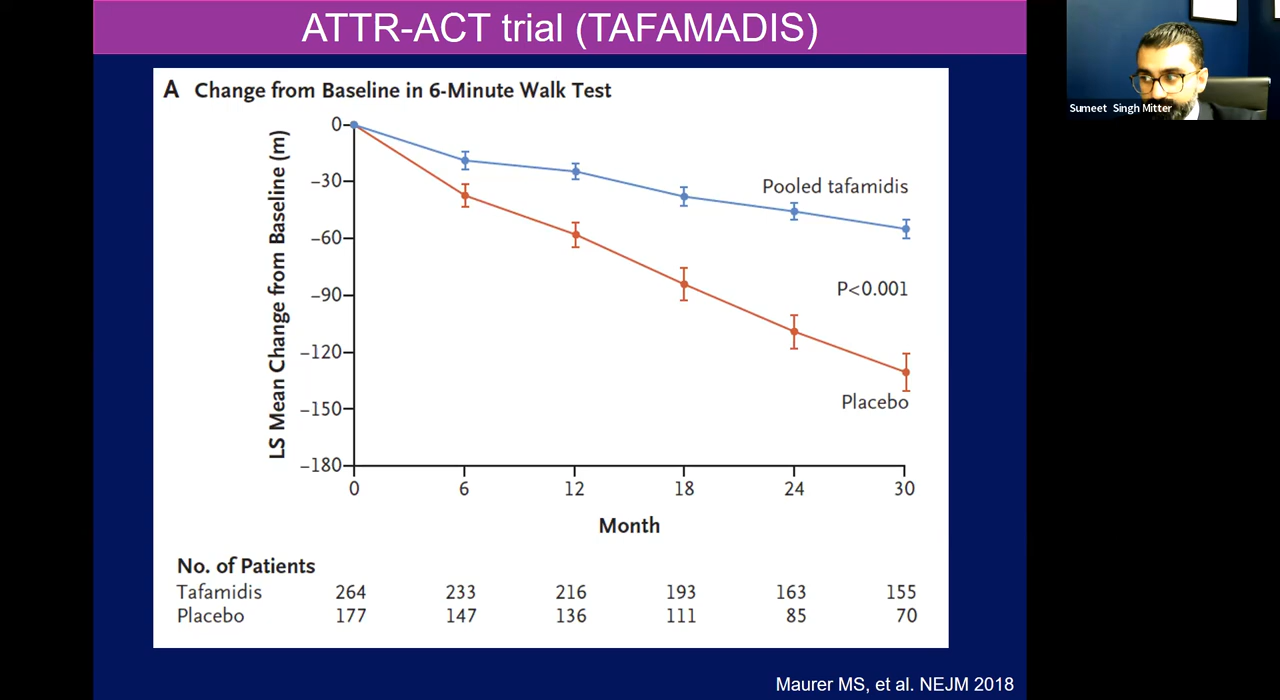 ATTR-ACT trial (TAFAMADIS)
Sumeet Singh Mitter
A Change from Baseline in 6-Minute Walk Test
LS Mean Change from Baseline (m)
0
−30
−60
−90
−120
−150
−180
Pooled tafamidis
P<0.001
Placebo
0 6 12 18 24 30
Month
No. of Patients
Tafamidis 264 233 216 193 163 155
Placebo 177 147 136 111 85 70
Maurer MS, et al. NEJM 2018